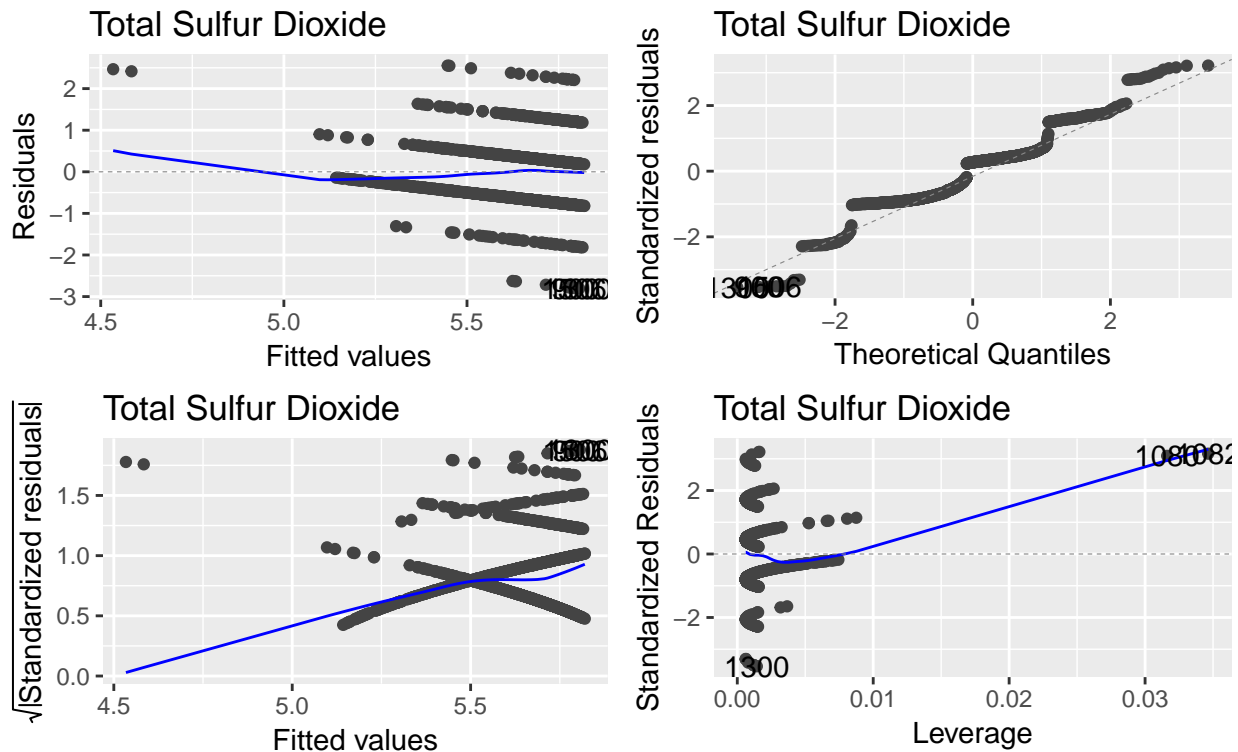 Total Sulfur Dioxide
Residuals
2
1
0
−1
−2
−3
4.5
5.0
5.5
Fitted values
Total Sulfur Dioxide
Standardized residuals
2
0
−2
−2
0
2
Theoretical Quantiles
Total Sulfur Dioxide
√|Standardized residuals|
1.5
1.0
0.5
0.0
4.5
5.0
5.5
Fitted values
Total Sulfur Dioxide
Standardized Residuals
2
0
−2
1080
1082
1300
0.00
0.01
0.02
0.03
Leverage